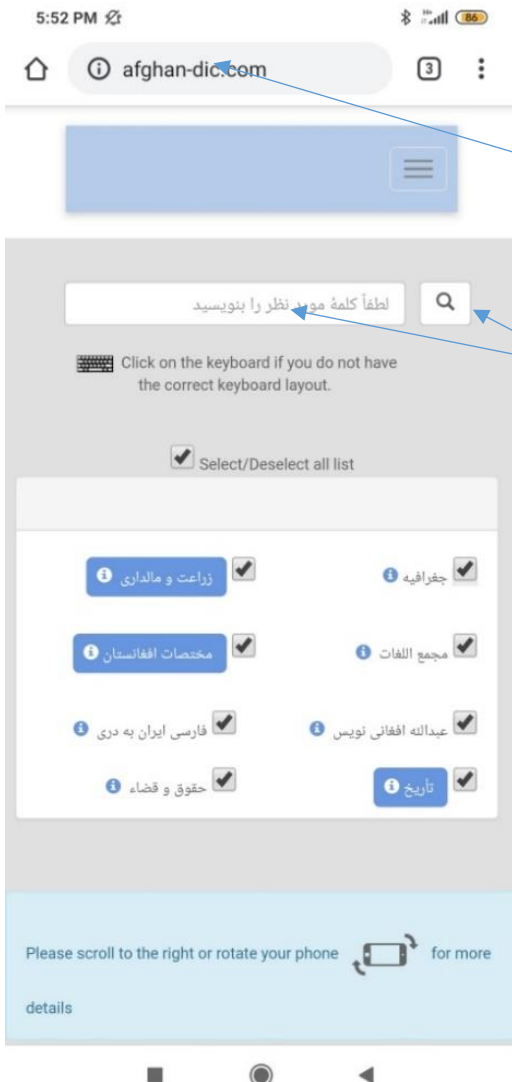 5:52 PM
86
afghan-dic.com
3
لطفاً کلمهٔ مورد نظر را بنویسید
Click on the keyboard if you do not have
the correct keyboard layout.
Select/Deselect all list
جغرافیه
زراعت و مالداری
مجمع اللغات
مختصات افغانستان
عبدالله افغانی نویس
فارسی ایران به دری
تأریخ
حقوق و قضاء
Please scroll to the right or rotate your phone for more
details